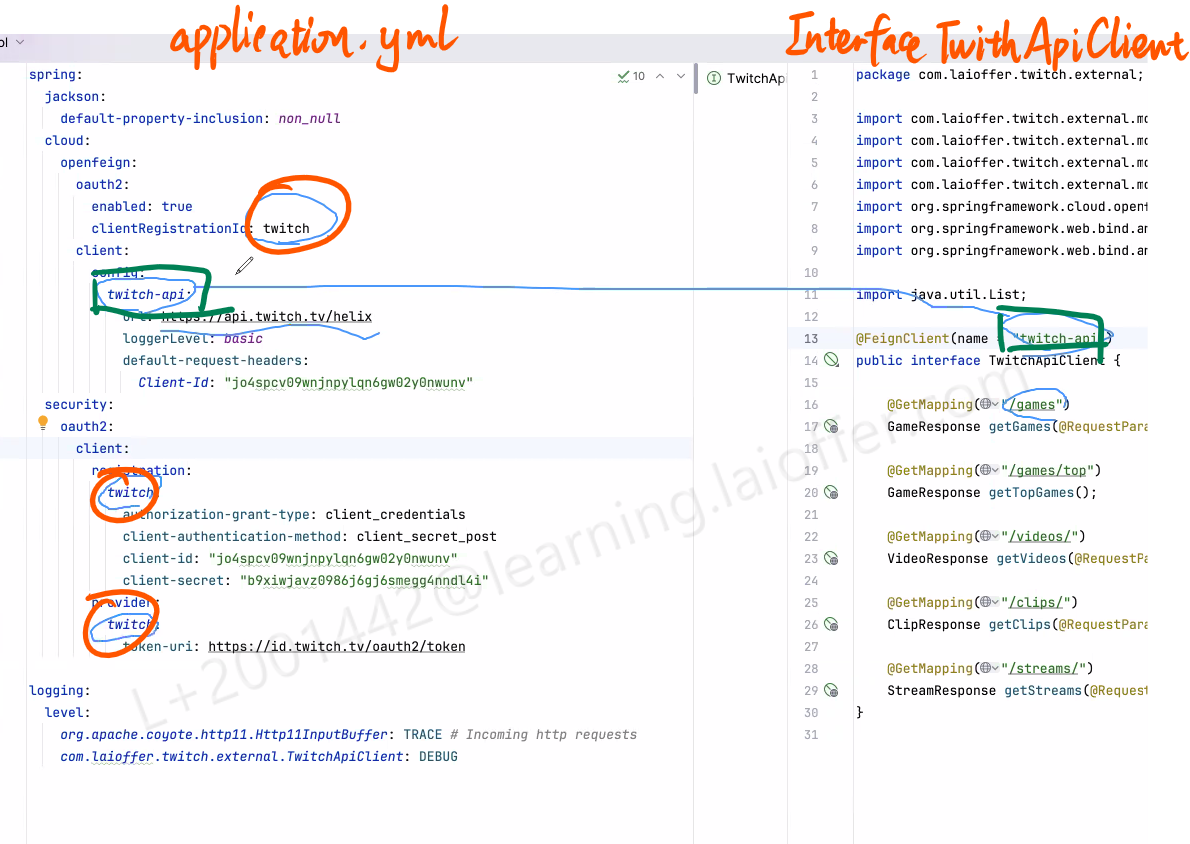 application.yml
Interface TwithApiClient
ol
spring:
jackson:
default-property-inclusion: non_null
cloud:
openfeign:
oauth2:
enabled: true
clientRegistrationId: twitch
client:
config:
twitch-api:
url: https://api.twitch.tv/helix
loggerLevel: basic
default-request-headers:
Client-Id: "jo4spcv09wnjnpylqn6gw02y0nwunv"
security:
oauth2:
client:
registration:
twitch:
authorization-grant-type: client_credentials
client-authentication-method: client_secret_post
client-id: "jo4spcv09wnjnpylqn6gw02y0nwunv"
client-secret: "b9xiwjavz0986j6gj6smegg4nndl4i"
provider:
twitch:
token-uri: https://id.twitch.tv/oauth2/token
logging:
level:
org.apache.coyote.http11.Http11InputBuffer: TRACE # Incoming http requests
com.laioffer.twitch.external.TwitchApiClient: DEBUG
10
TwitchAp
1 package com.laioffer.twitch.external;
2
3 import com.laioffer.twitch.external.mo
4 import com.laioffer.twitch.external.mo
5 import com.laioffer.twitch.external.mo
6 import com.laioffer.twitch.external.mo
7 import org.springframework.cloud.openf
8 import org.springframework.web.bind.an
9 import org.springframework.web.bind.an
10
11 import java.util.List;
12
13 @FeignClient(name = "twitch-api")
14 public interface TwitchApiClient {
15
16 @GetMapping("/games")
17 GameResponse getGames(@RequestPara
18
19 @GetMapping("/games/top")
20 GameResponse getTopGames();
21
22 @GetMapping("/videos/")
23 VideoResponse getVideos(@RequestPa
24
25 @GetMapping("/clips/")
26 ClipResponse getClips(@RequestPara
27
28 @GetMapping("/streams/")
29 StreamResponse getStreams(@Request
30 }
31
L+2001442@learning.laioffer.com